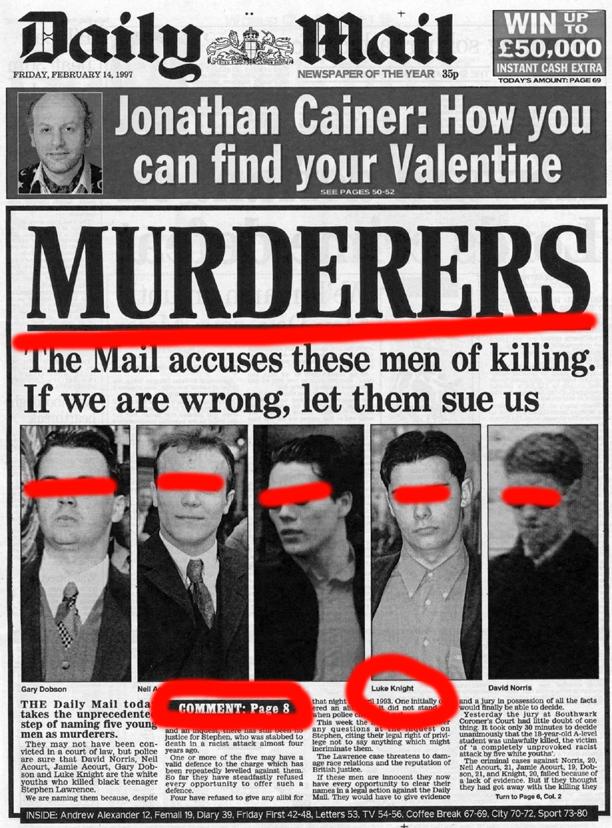 Daily Mail
FRIDAY, FEBRUARY 14, 1997
NEWSPAPER OF THE YEAR 35p
WIN UP TO
£50,000
INSTANT CASH EXTRA
TODAY'S AMOUNT: PAGE 69
Jonathan Cainer: How you
can find your Valentine
SEE PAGES 50-52
MURDERERS
The Mail accuses these men of killing.
If we are wrong, let them sue us
Gary Dobson
Neil A
Luke Knight
David Norris
THE Daily Mail toda
takes the unprecedente
step of naming five young
men as murderers.
They may not have been con-
victed in a court of law, but police
are sure that David Norris, Neil
Acourt, Jamie Acourt, Gary Dob-
son and Luke Knight are the white
youths who killed black teenager
Stephen Lawrence.
We are naming them because, despite
COMMENT: Page 8
and an inquest, there has still been no
justice for Stephen, who was stabbed to
death in a racist attack almost four
years ago.
One or more of the five may have a
valid defence to the charge which has
been repeatedly levelled against them.
So far they have steadfastly refused
every opportunity to offer such a
defence.
Four have refused to give any alibi for
that night 1993. One initially
ered an did not stand
when police
This week the
any questions at the inquest on
Stephen, citing their legal right of privi
lege not to say anything which might
incriminate them.
The Lawrence case threatens to dam-
age race relations and the reputation of
British justice.
If these men are innocent they now
have every opportunity to clear their
names in a legal action against the Daily
Mail. They would have to give evidence
and a jury in possession of all the facts
would finally be able to decide.
Yesterday the jury at Southwark
Coroner's Court had little doubt of one
thing. It took only 30 minutes to decide
unanimously that the 18-year-old A-level
student was unlawfully killed, the victim
of 'a completely unprovoked racist
attack by five white youths'.
The criminal cases against Norris, 20,
Neil Acourt, 21, Jamie Acourt, 19, Dob-
son, 21, and Knight, 20, failed because of
a lack of evidence. But if they thought
they had got away with the killing they
Turn to Page 6, Col. 2
INSIDE: Andrew Alexander 12, Femail 19, Diary 39, Friday First 42-48, Letters 53, TV 54-56, Coffee Break 67-69, City 70-72, Sport 73-80